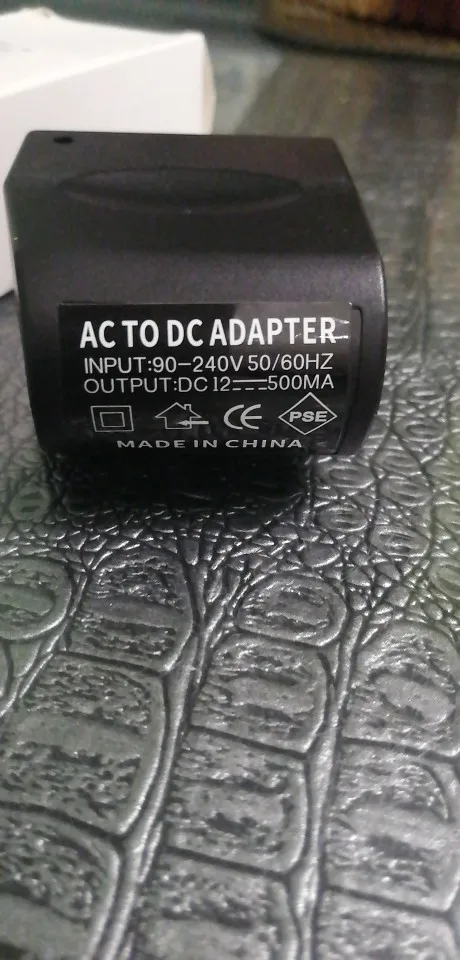 AC TO DC ADAPTER
INPUT:90-240V 50/60HZ
OUTPUT:DC 12⎓500MA
CE PSE
MADE IN CHINA